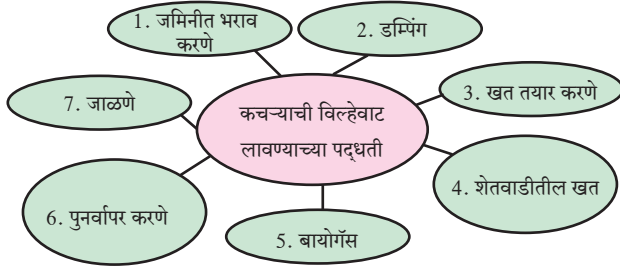 कचऱ्याची विल्हेवाट
लावण्याच्या पद्धती
1. जमिनीत भराव
करणे
2. डम्पिंग
3. खत तयार करणे
4. शेतवाडीतील खत
5. बायोगॅस
6. पुनर्वापर करणे
7. जाळणे